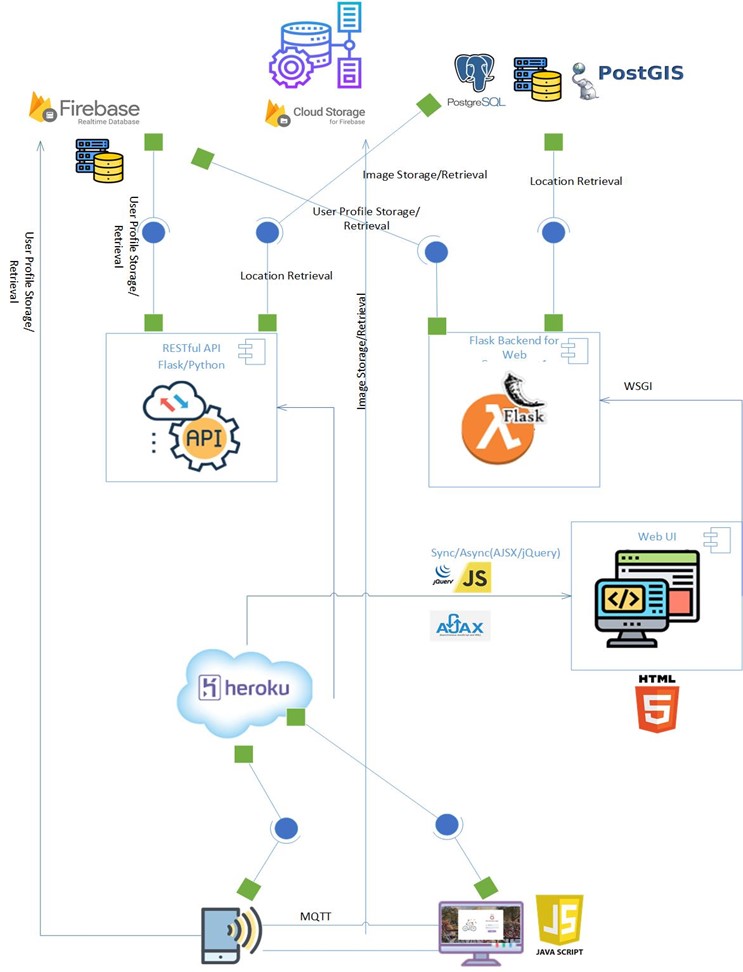 PostGIS
PostgreSQL
Firebase
Realtime Database
Cloud Storage
for Firebase
Image Storage/Retrieval
Location Retrieval
User Profile Storage/
Retrieval
User Profile Storage/
Retrieval
User Profile Storage/
Retrieval
Location Retrieval
Image Storage/Retrieval
RESTful API
Flask/Python
API
Flask Backend for
Web
Flask
WSGI
Sync/Async(AJSX/jQuery)
jQuery
JS
AJAX
Web UI
</>
HTML
5
heroku
MQTT
JS
JAVA SCRIPT